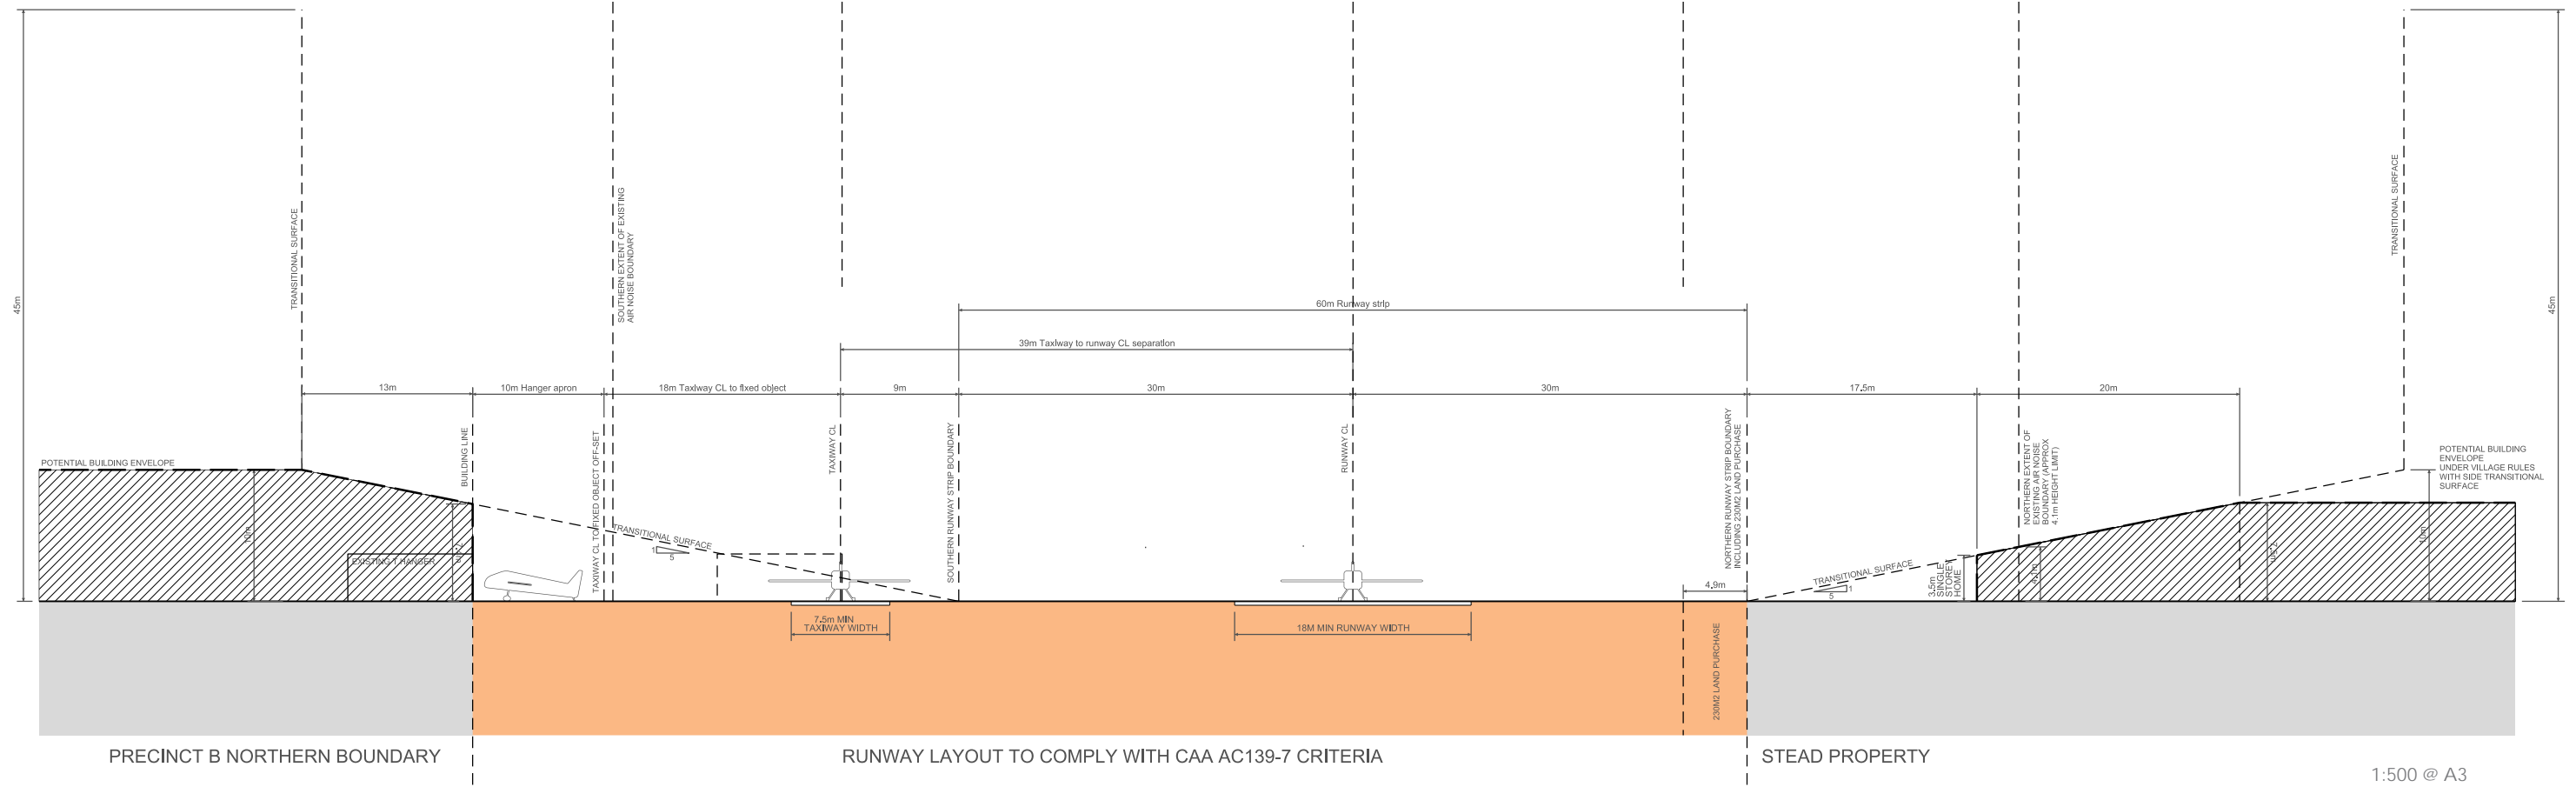 45m
TRANSITIONAL SURFACE
SOUTHERN EXTENT OF EXISTING
AIR NOISE BOUNDARY
TRANSITIONAL SURFACE
45m
60m Runway strip
39m Taxiway to runway CL separation
13m
10m Hanger apron
18m Taxiway CL to fixed object
9m
30m
30m
17.5m
20m
POTENTIAL BUILDING ENVELOPE
BUILDING LINE
TAXIWAY CL TO FIXED OBJECT OFF-SET
TAXIWAY CL
SOUTHERN RUNWAY STRIP BOUNDARY
RUNWAY CL
NORTHERN RUNWAY STRIP BOUNDARY
INCLUDING 230M2 LAND PURCHASE
NORTHERN EXTENT OF
EXISTING AIR NOISE
BOUNDARY (APPROX
4.1m HEIGHT LIMIT)
POTENTIAL BUILDING
ENVELOPE
UNDER VILLAGE RULES
WITH SIDE TRANSITIONAL
SURFACE
10m
EXISTING T HANGER
TRANSITIONAL SURFACE
1
5
4.9m
TRANSITIONAL SURFACE
1
5
3.5m
SINGLE
STOREY
HOME
4.1m
7.5m
10m
7.5m MIN
TAXIWAY WIDTH
18M MIN RUNWAY WIDTH
230M2 LAND PURCHASE
PRECINCT B NORTHERN BOUNDARY
RUNWAY LAYOUT TO COMPLY WITH CAA AC139-7 CRITERIA
STEAD PROPERTY
1:500 @ A3